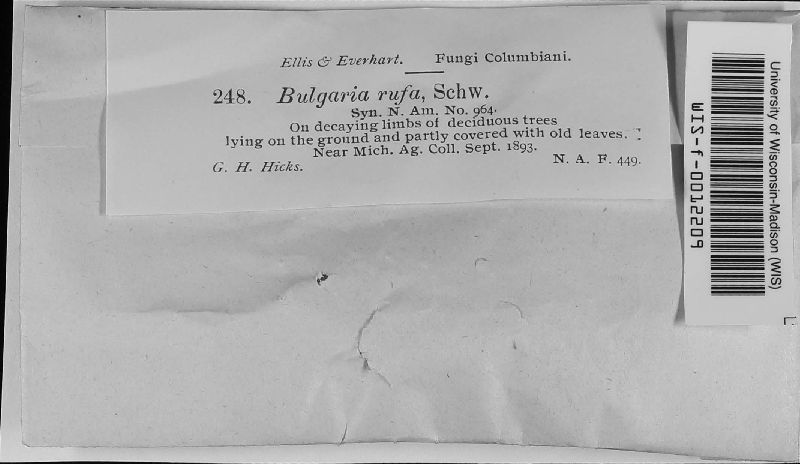 Ellis & Everhart. Fungi Columbiani.
248. Bulgaria rufa, Schw.
Syn. N. Am. No. 964.
On decaying limbs of deciduous trees
lying on the ground and partly covered with old leaves.
Near Mich. Ag. Coll. Sept. 1893.
G. H. Hicks. N. A. F. 449.
University of Wisconsin-Madison (WIS)
WIS-f-0012209